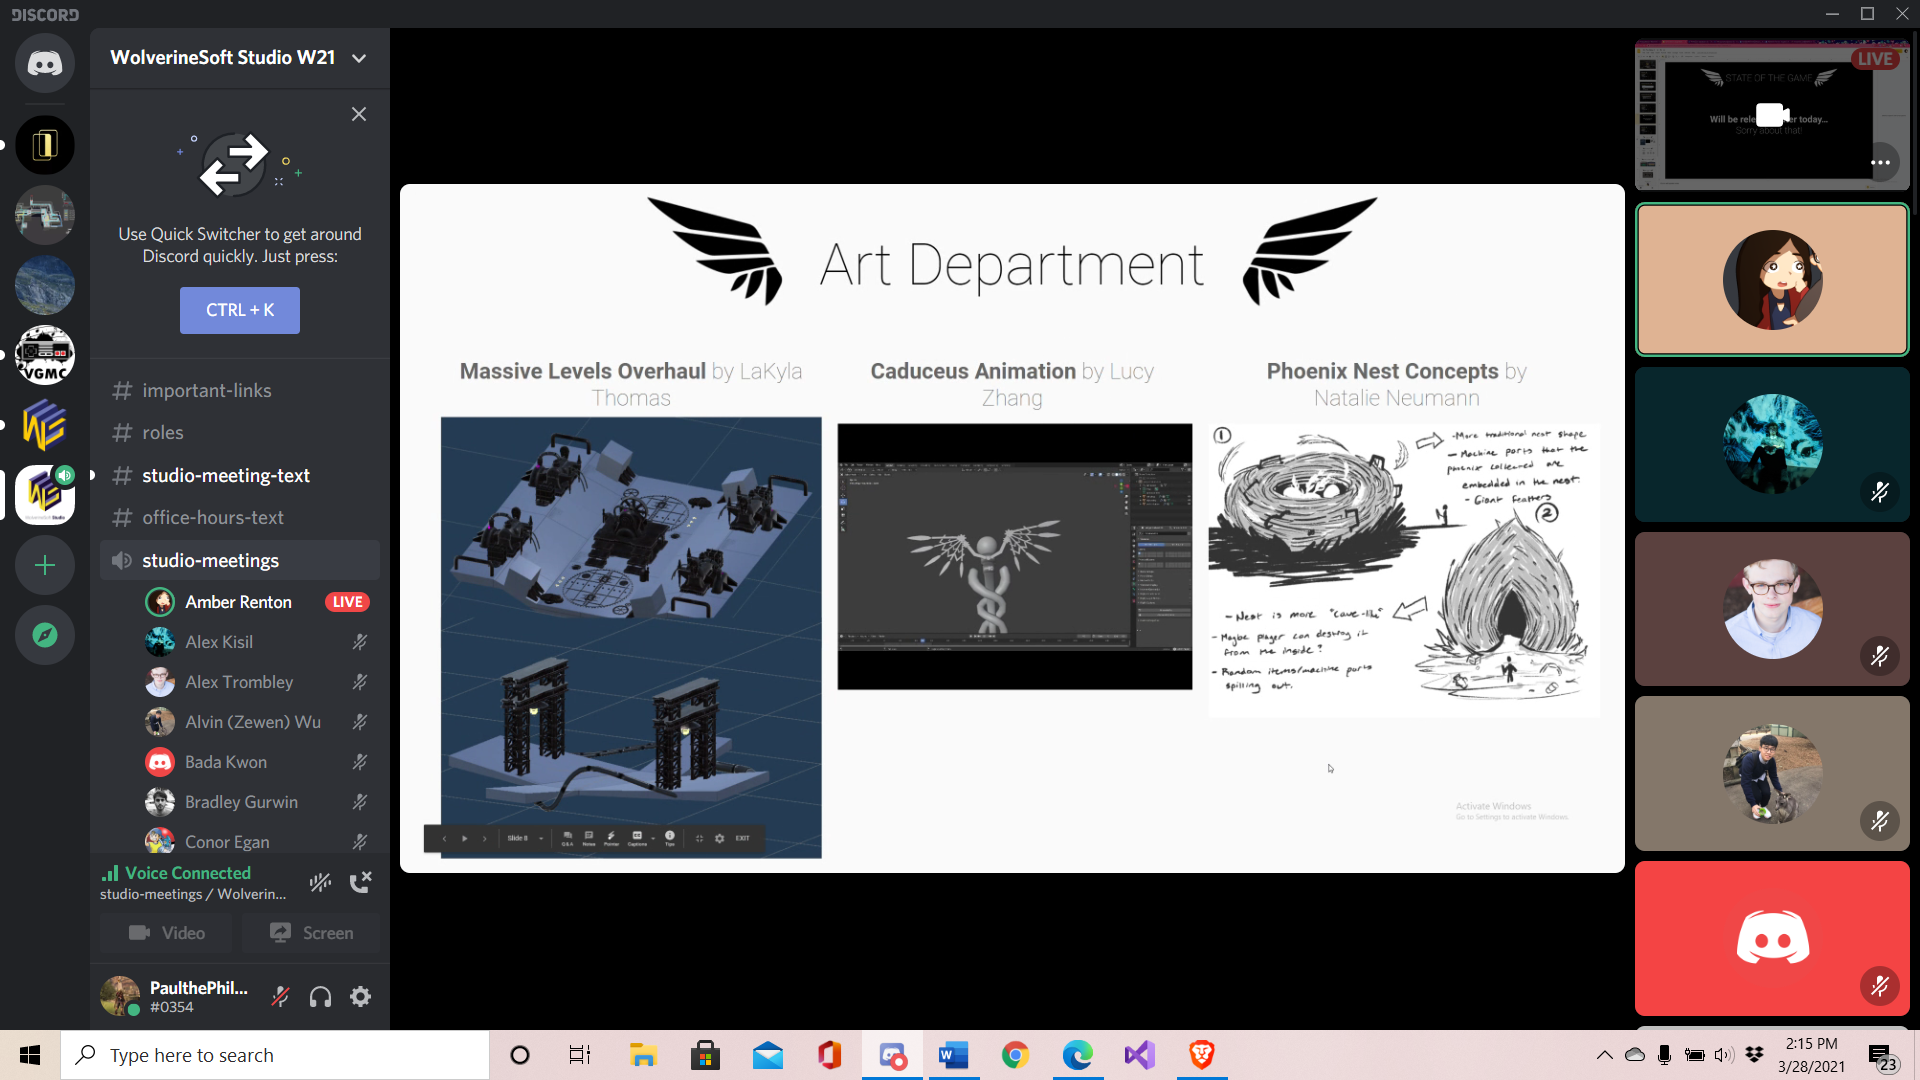 DISCORD
WolverineSoft Studio W21
Use Quick Switcher to get around
Discord quickly. Just press:
CTRL + K
# important-links
# roles
# studio-meeting-text
# office-hours-text
studio-meetings
Amber Renton LIVE
Alex Kisil
Alex Trombley
Alvin (Zewen) Wu
Bada Kwon
Bradley Gurwin
Conor Egan
Voice Connected
studio-meetings / Wolverin...
Video
Screen
PaulthePhil...
#0354
VGMC
Art Department
Massive Levels Overhaul by LaKyla
Thomas
Caduceus Animation by Lucy
Zhang
Phoenix Nest Concepts by
Natalie Neumann
1
-More traditional nest shape
- Machine parts that the
phoenix collected are
embedded in the nest.
- Giant feathers
2
- Nest is more "cave-like"
- Maybe player can destroy it
from the inside?
- Random items/machine parts
spilling out.
Activate Windows
Go to Settings to activate Windows.
Slide 8
Q&A
Notes
Pointer
Captions
Tips
EXIT
LIVE
STATE OF THE GAME
Will be
today...
Sorry about that!
Type here to search
2:15 PM
3/28/2021
23